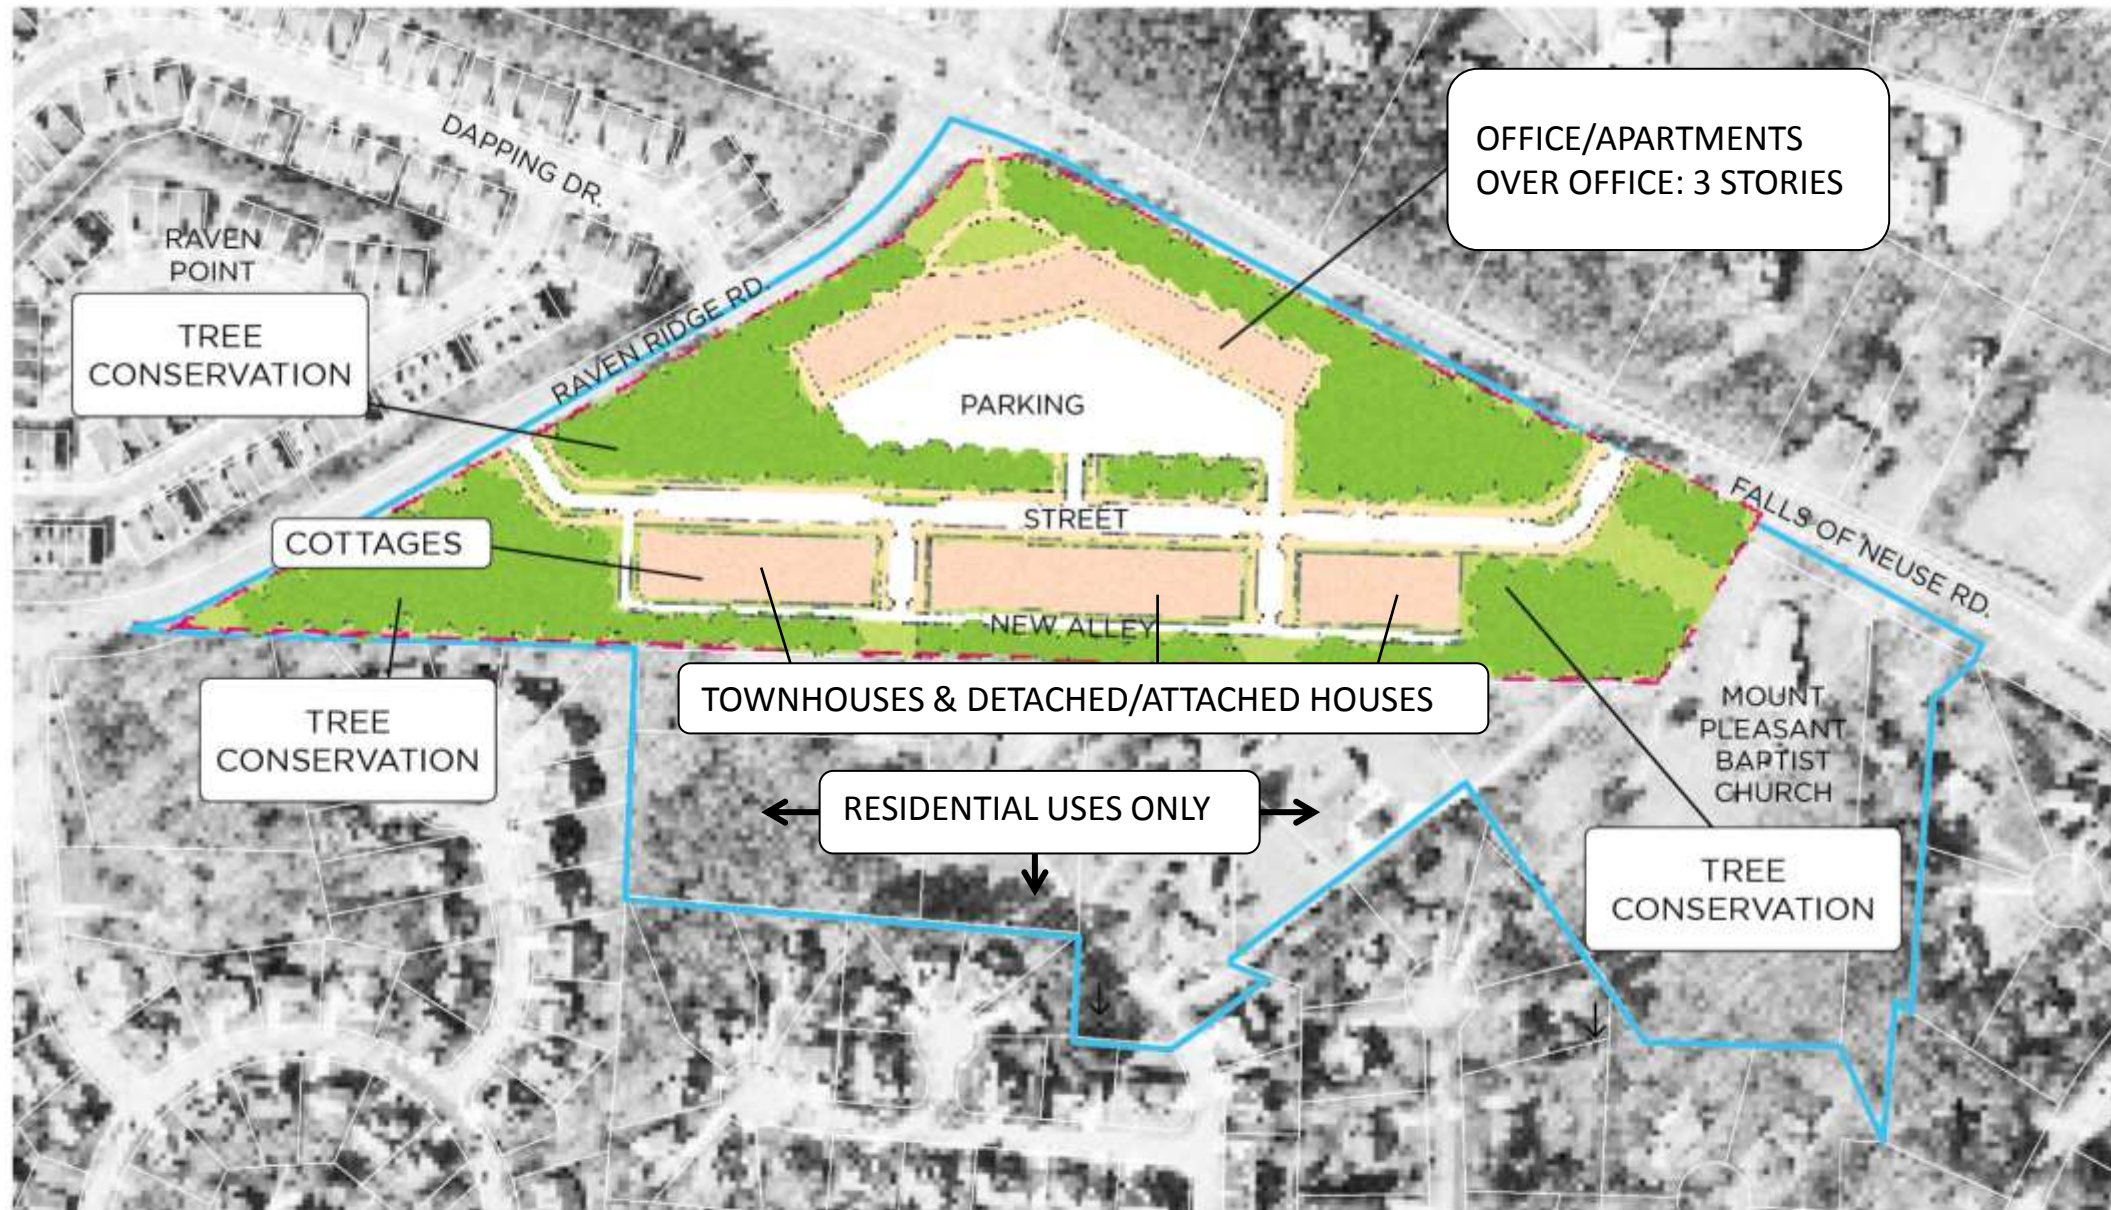 OFFICE/APARTMENTS
OVER OFFICE: 3 STORIES
DAPPING DR.
RAVEN
POINT
TREE
CONSERVATION
RAVEN RIDGE RD.
PARKING
STREET
FALLS OF NEUSE RD.
COTTAGES
NEW ALLEY
TOWNHOUSES & DETACHED/ATTACHED HOUSES
TREE
CONSERVATION
MOUNT
PLEASANT
BAPTIST
CHURCH
RESIDENTIAL USES ONLY
TREE
CONSERVATION